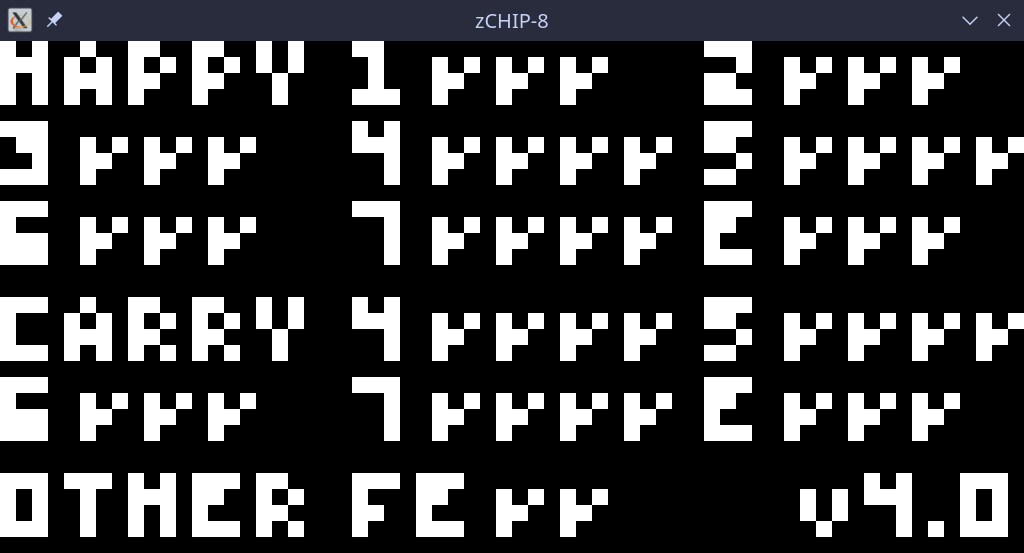 zCHIP-8
HAPPY 1 ✓✓✓ 2 ✓✓✓
3 ✓✓✓ 4 ✓✓✓✓ 5 ✓✓✓✓
6 ✓✓✓ 7 ✓✓✓✓ E ✓✓✓
CARRY 4 ✓✓✓✓ 5 ✓✓✓✓
6 ✓✓✓ 7 ✓✓✓✓ E ✓✓✓
OTHER FE ✓✓ v4.0